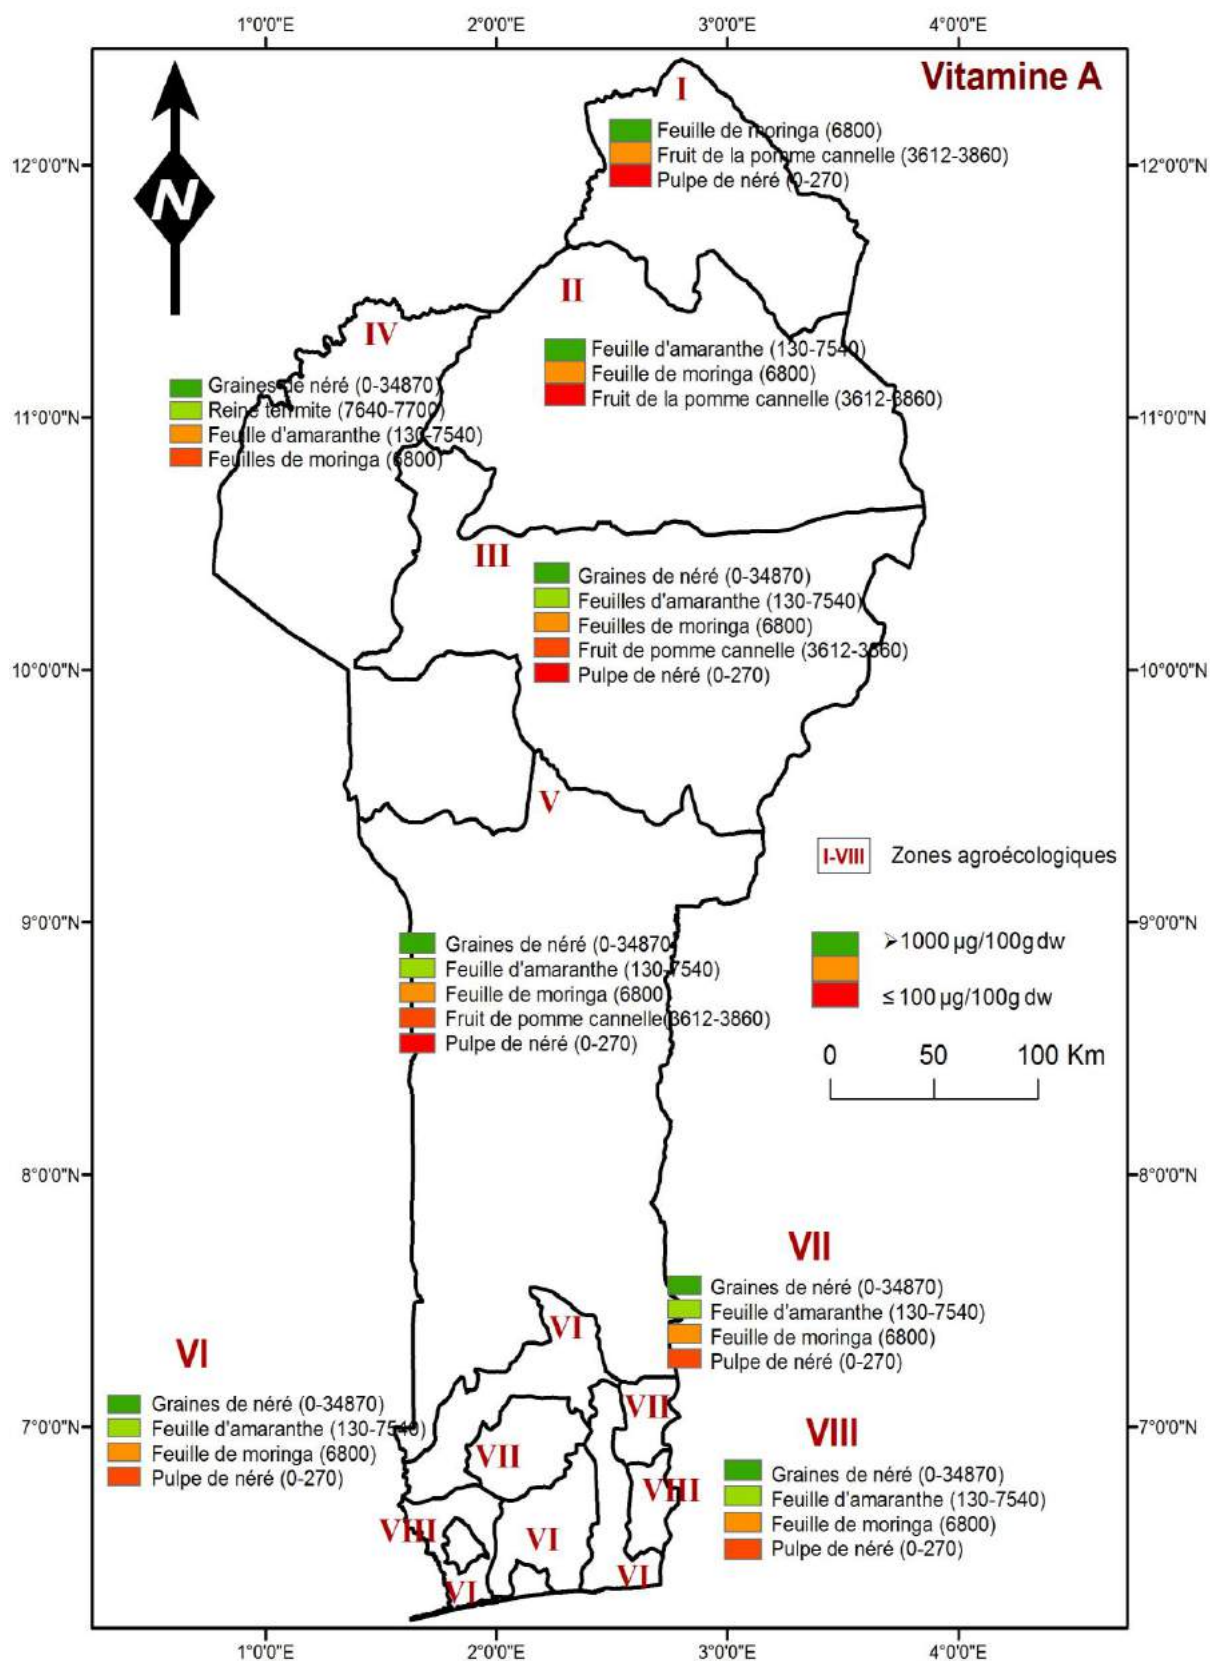 1°0'0"E 2°0'0"E 3°0'0"E 4°0'0"E
Vitamine A
N
I
Feuille de moringa (6800)
Fruit de la pomme cannelle (3612-3860)
Pulpe de néré (0-270)
12°0'0"N 12°0'0"N
II
Feuille d'amaranthe (130-7540)
Feuille de moringa (6800)
Fruit de la pomme cannelle (3612-3860)
IV
Graines de néré (0-34870)
Reine termite (7640-7700)
Feuille d'amaranthe (130-7540)
Feuilles de moringa (6800)
11°0'0"N 11°0'0"N
III
Graines de néré (0-34870)
Feuilles d'amaranthe (130-7540)
Feuilles de moringa (6800)
Fruit de pomme cannelle (3612-3860)
Pulpe de néré (0-270)
10°0'0"N 10°0'0"N
V
I-VIII Zones agroécologiques
9°0'0"N 9°0'0"N
Graines de néré (0-34870)
Feuille d'amaranthe (130-7540)
Feuille de moringa (6800)
Fruit de pomme cannelle(3612-3860)
Pulpe de néré (0-270)
➢1000 µg/100g dw
≤ 100 µg/100g dw
0 50 100 Km
8°0'0"N 8°0'0"N
VII
Graines de néré (0-34870)
Feuille d'amaranthe (130-7540)
Feuille de moringa (6800)
Pulpe de néré (0-270)
VI
VI
Graines de néré (0-34870)
Feuille d'amaranthe (130-7540)
Feuille de moringa (6800)
Pulpe de néré (0-270)
7°0'0"N 7°0'0"N
VII
VII
VIII
Graines de néré (0-34870)
Feuille d'amaranthe (130-7540)
Feuille de moringa (6800)
Pulpe de néré (0-270)
VIII
VIII
VI
VI
VI
1°0'0"E 2°0'0"E 3°0'0"E 4°0'0"E